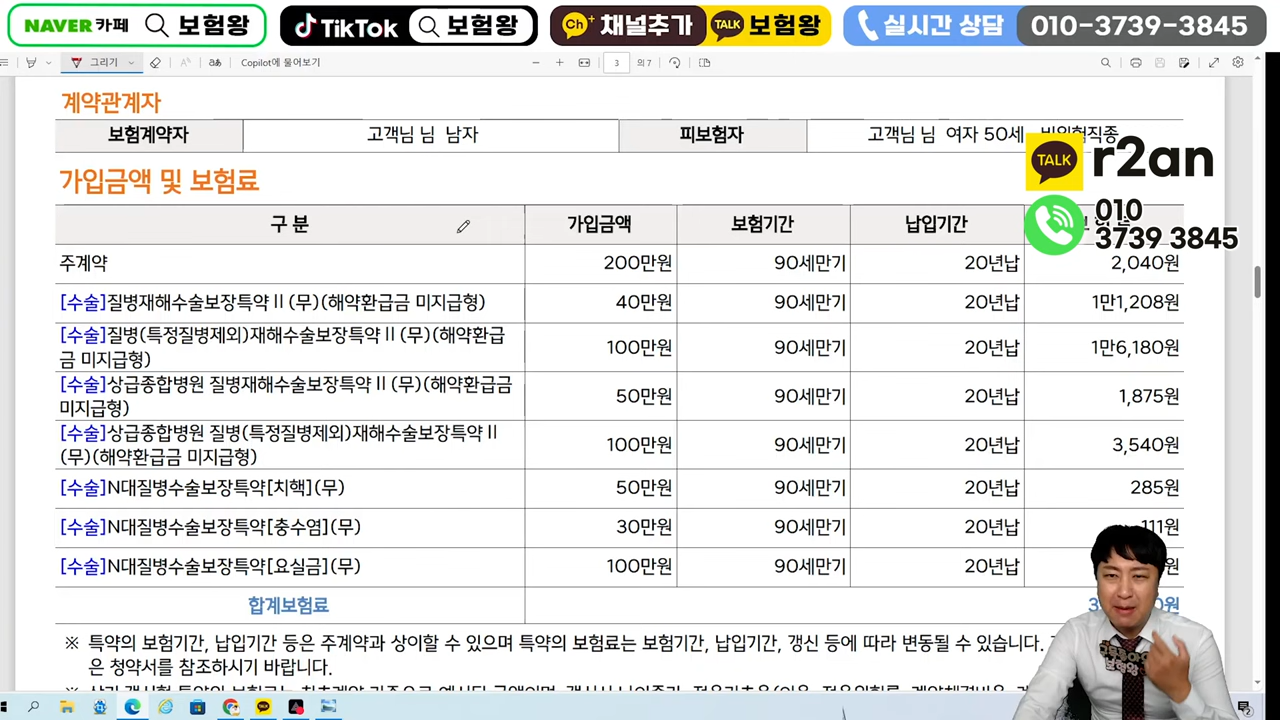 NAVER 카페 보험왕 TikTok 보험왕 Ch+ 채널추가 TALK 보험왕 실시간 상담 010-3739-3845
그리기 Copilot에 물어보기 3 의 7
계약관계자
보험계약자 고객님 님 남자 피보험자 고객님 님 여자 50세
TALK r2an
가입금액 및 보험료
010
3739 3845
구 분 가입금액 보험기간 납입기간
주계약 200만원 90세만기 20년납 2,040원
[수술]질병재해수술보장특약Ⅱ(무)(해약환급금 미지급형) 40만원 90세만기 20년납 1만1,208원
[수술]질병(특정질병제외)재해수술보장특약Ⅱ(무)(해약환급
금 미지급형) 100만원 90세만기 20년납 1만6,180원
[수술]상급종합병원 질병재해수술보장특약Ⅱ(무)(해약환급금
미지급형) 50만원 90세만기 20년납 1,875원
[수술]상급종합병원 질병(특정질병제외)재해수술보장특약Ⅱ
(무)(해약환급금 미지급형) 100만원 90세만기 20년납 3,540원
[수술]N대질병수술보장특약[치핵](무) 50만원 90세만기 20년납 285원
[수술]N대질병수술보장특약[충수염](무) 30만원 90세만기 20년납 111원
[수술]N대질병수술보장특약[요실금](무) 100만원 90세만기 20년납
합계보험료
※ 특약의 보험기간, 납입기간 등은 주계약과 상이할 수 있으며 특약의 보험료는 보험기간, 납입기간, 갱신 등에 따라 변동될 수 있습니다.
은 청약서를 참조하시기 바랍니다.
보험왕